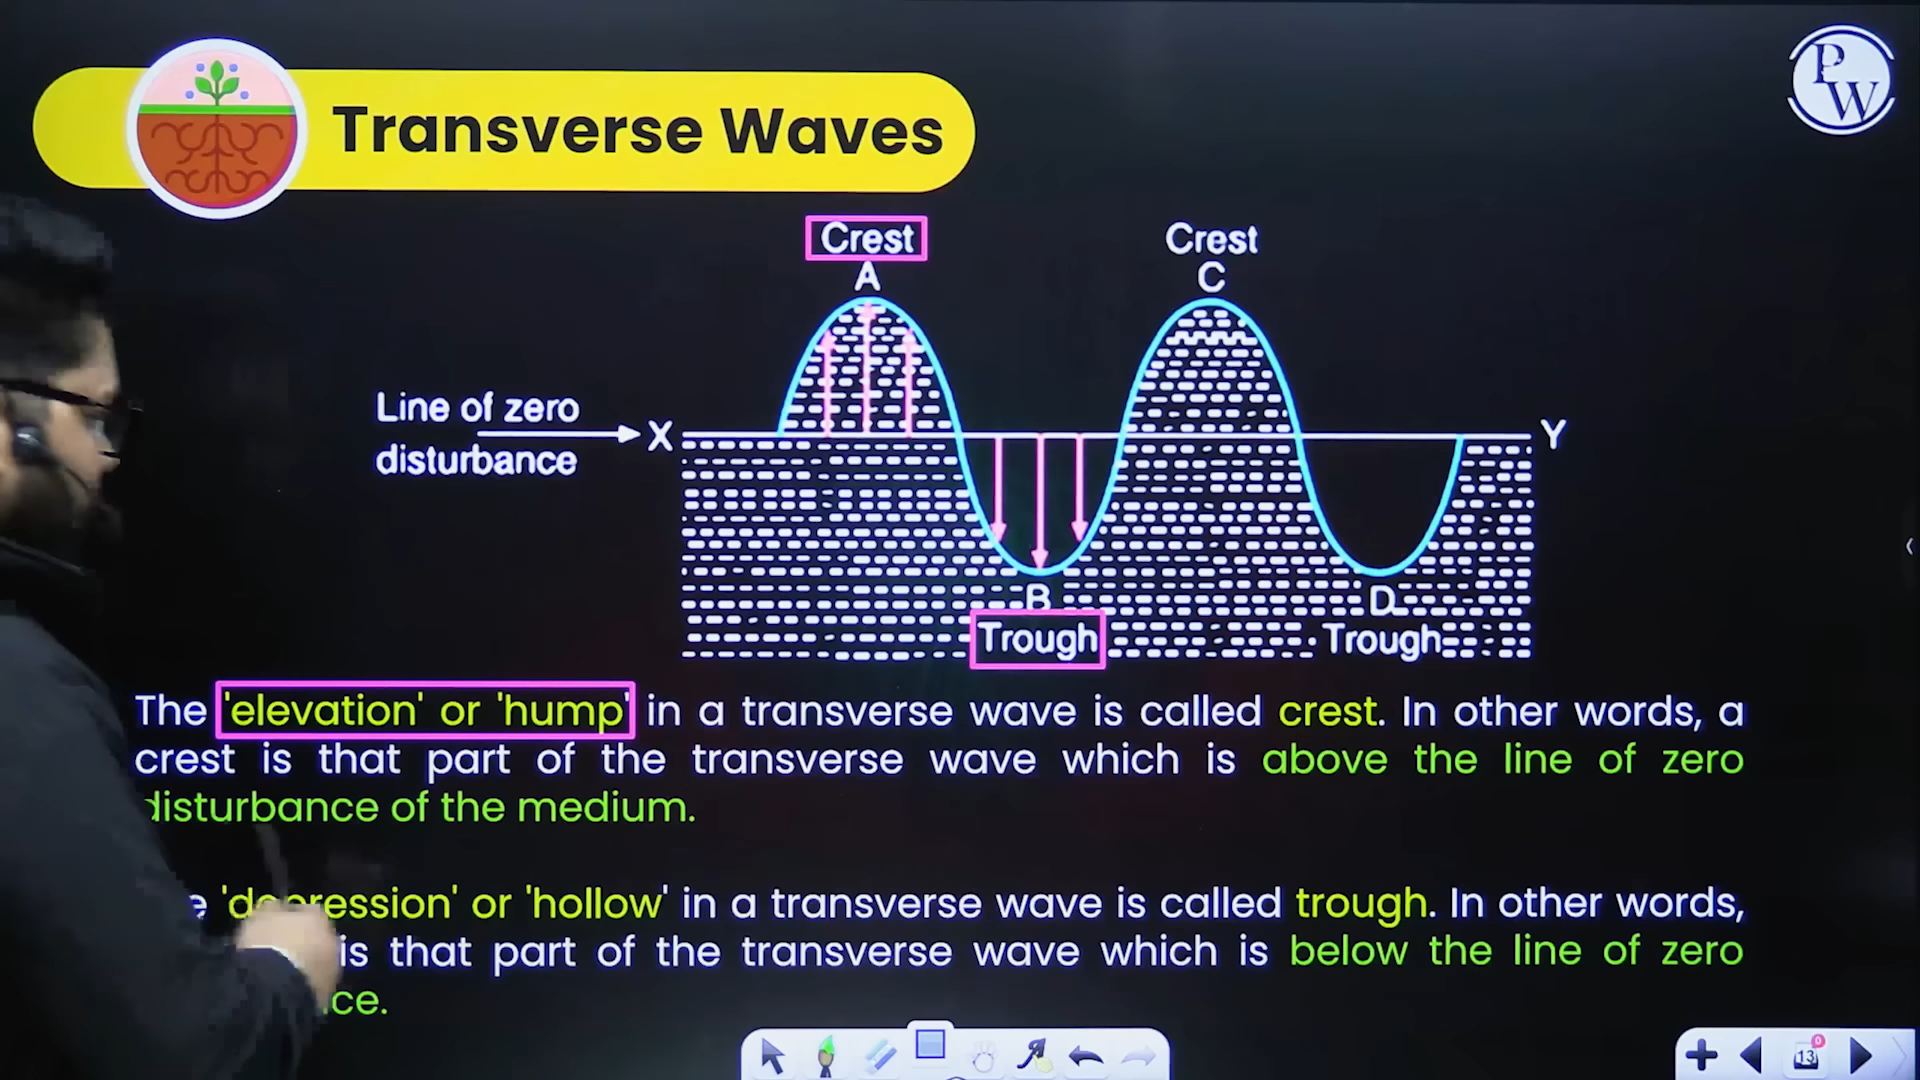 Transverse Waves
PW
Crest
A
Crest
C
Line of zero
disturbance
X
Y
B
Trough
D
Trough
The 'elevation' or 'hump' in a transverse wave is called crest. In other words, a
crest is that part of the transverse wave which is above the line of zero
disturbance of the medium.
'depression' or 'hollow' in a transverse wave is called trough. In other words,
is that part of the transverse wave which is below the line of zero
13
0